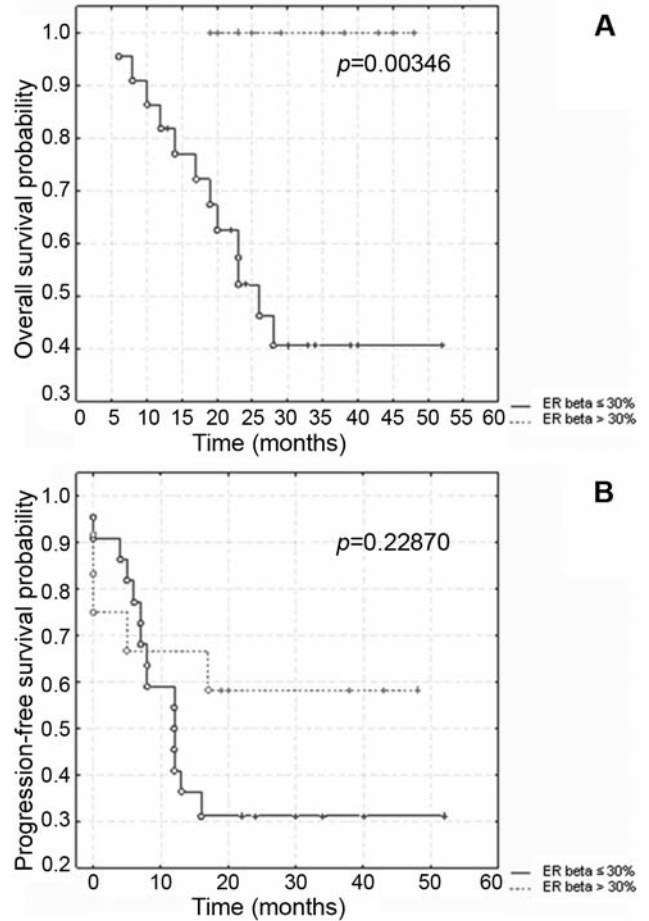 A
p=0.00346
Overall survival probability
1.0
0.9
0.8
0.7
0.6
0.5
0.4
0.3
0 5 10 15 20 25 30 35 30 45 50 55 60
Time (months)
ER beta ≤ 30%
ER beta > 30%
B
p=0.22870
Progression-free survival probability
1.0
0.9
0.8
0.7
0.6
0.5
0.4
0.3
0.2
0 10 20 30 40 50 60
Time (months)
ER beta ≤ 30%
ER beta > 30%